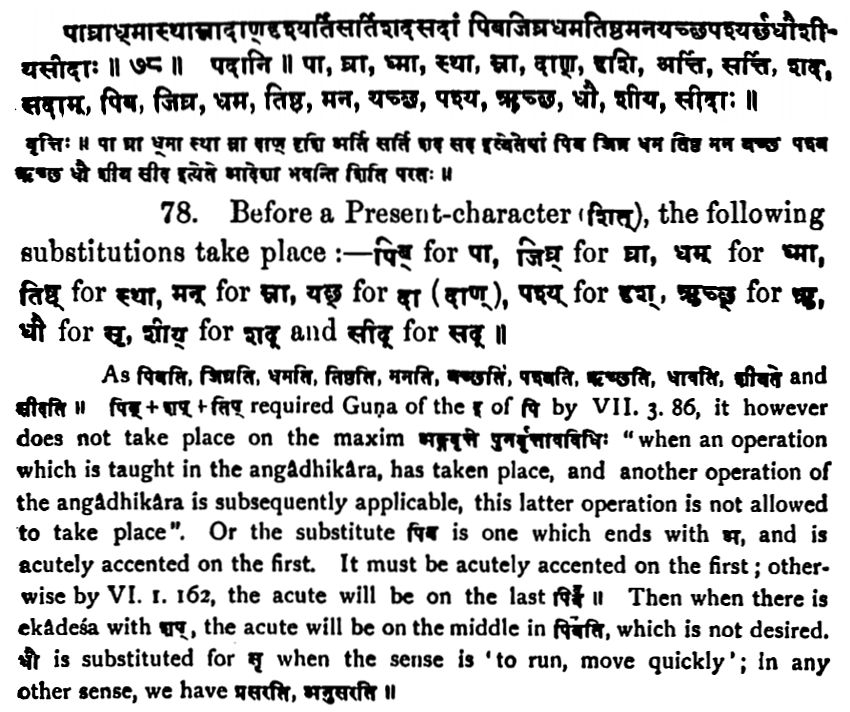 पाघ्राध्मास्थाम्नादाण्दृश्यर्तिसर्तिशदसदां पिबजिघ्रधमतिष्ठमनयच्छपश्यर्छधौशी-
यसीदाः ॥ ७८ ॥ पदानि ॥ पा, घ्रा, ध्मा, स्था, म्ना, दाण्, दृशि, अर्त्ति, सर्त्ति, शद्,
सदाम्, पिब, जिघ्र, धम, तिष्ठ, मन, यच्छ, पश्य, ऋच्छ, धौ, शीय, सीदाः ॥
वृत्तिः ॥ पा घ्रा ध्मा स्था म्ना दाण् दृशि अर्ति सर्ति शद सद इत्येतेषां पिब जिघ्र धम तिष्ठ मन यच्छ पश्य
ऋच्छ धौ शीय सीद इत्येते आदेशा भवन्ति शिति परतः ॥
78. Before a Present-character (शित्), the following
substitutions take place :—पिब् for पा, जिघ्र् for घ्रा, धम् for ध्मा,
तिष्ठ् for स्था, मन् for म्ना, यछ् for दा (दाण्), पश्य् for दृश्, ऋच्छ् for ऋ,
धौ for सृ, शीय् for शद् and सीद् for सद् ॥
As पिबति, जिघ्रति, धमति, तिष्ठति, मनति, यच्छति, पश्यति, ऋच्छति, धावति, शीयते and
सीदति ॥ पिब्+शप्+तिप् required Guṇa of the इ of पि by VII. 3. 86, it however
does not take place on the maxim अङ्गवृत्ते पुनर्वृत्तावविधिः "when an operation
which is taught in the angâdhikâra, has taken place, and another operation of
the angâdhikâra is subsequently applicable, this latter operation is not allowed
to take place". Or the substitute पिब is one which ends with अ, and is
acutely accented on the first. It must be acutely accented on the first ; other-
wise by VI. 1. 162, the acute will be on the last ॥ Then when there is
ekâdeśa with शप्, the acute will be on the middle in पिबति, which is not desired.
धौ is substituted for सृ when the sense is 'to run, move quickly'; in any
other sense, we have प्रसरति, अनुसरति ॥